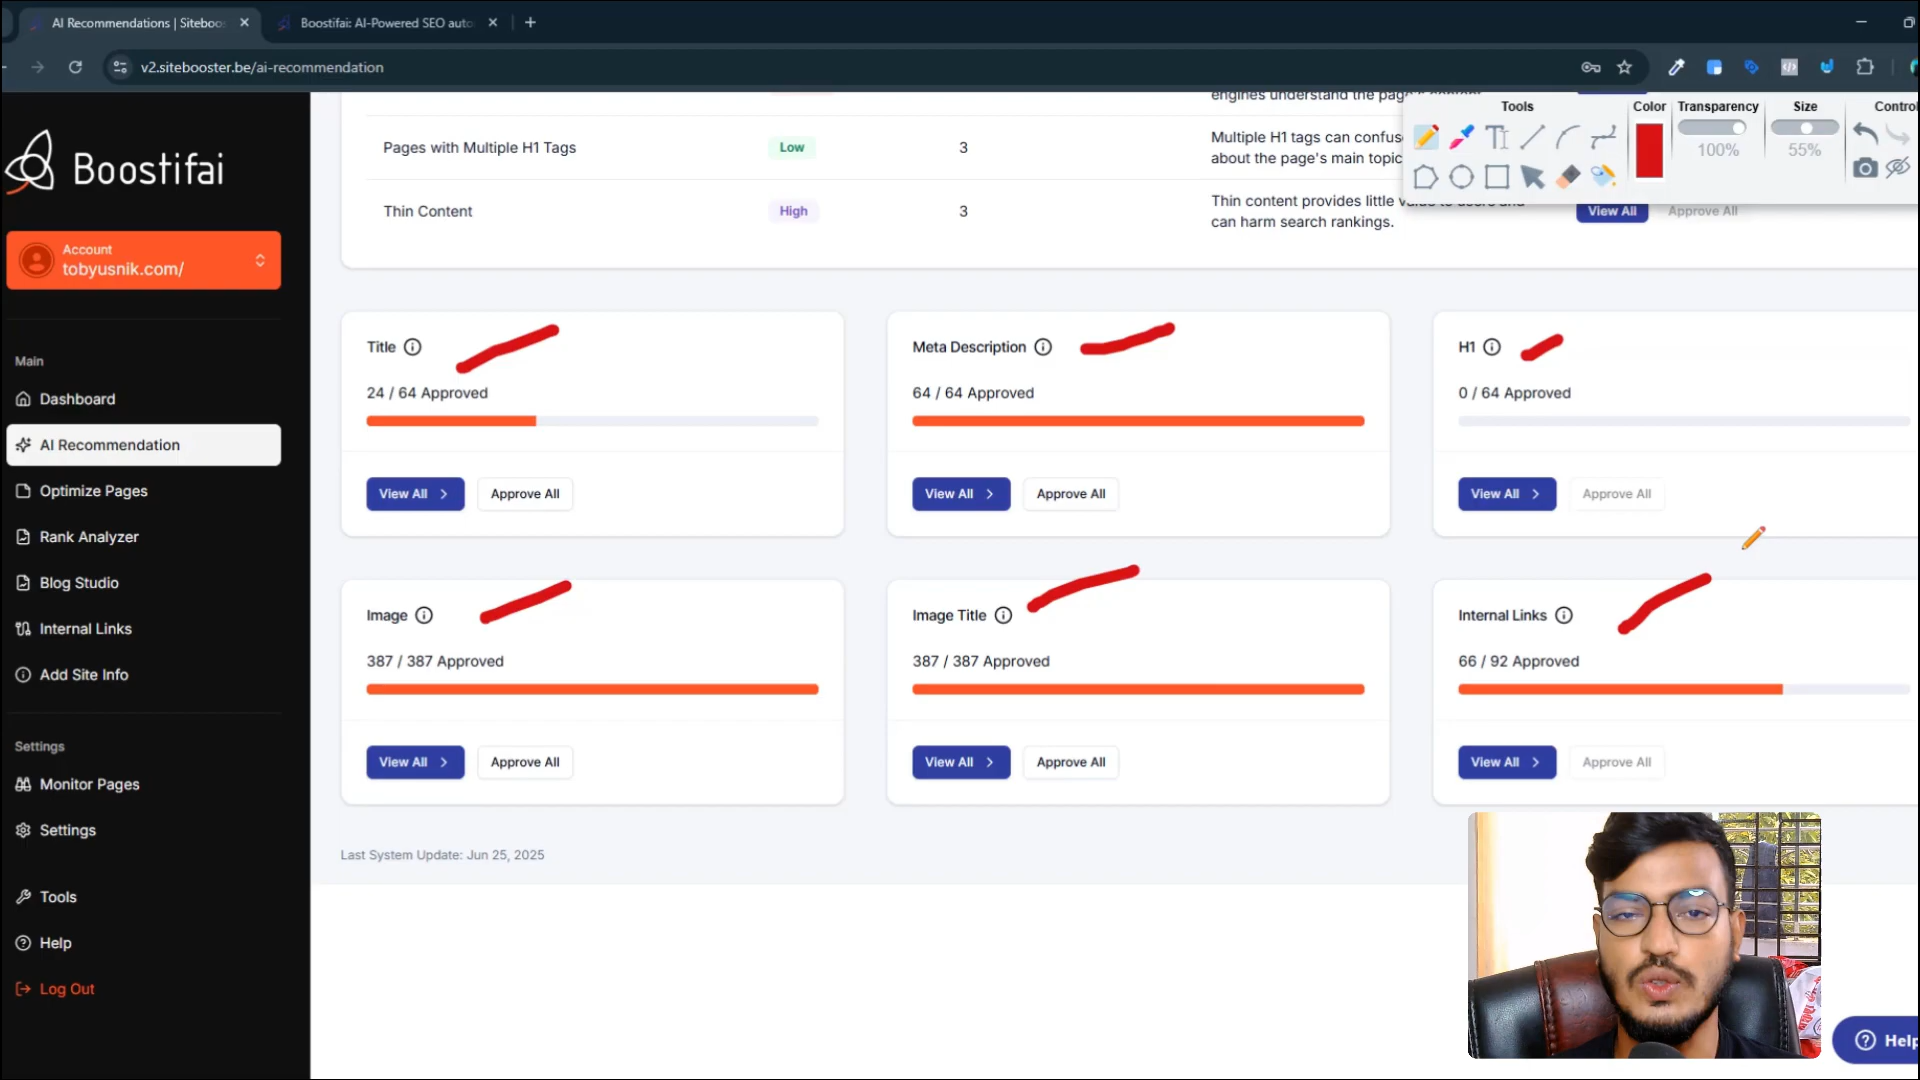 AI Recommendations | Siteboo
Boostifai: AI-Powered SEO auto
v2.sitebooster.be/ai-recommendation
Tools
Color
Transparency
Size
Control
100%
55%
Boostifai
Account
tobyusnik.com/
Main
Dashboard
AI Recommendation
Optimize Pages
Rank Analyzer
Blog Studio
Internal Links
Add Site Info
Settings
Monitor Pages
Settings
Tools
Help
Log Out
engines understand the page's content
Pages with Multiple H1 Tags
Low
3
Multiple H1 tags can confuse
about the page's main topic
Thin Content
High
3
Thin content provides little value to users and
can harm search rankings.
View All
Approve All
Title
24 / 64 Approved
View All
Approve All
Meta Description
64 / 64 Approved
View All
Approve All
H1
0 / 64 Approved
View All
Approve All
Image
387 / 387 Approved
View All
Approve All
Image Title
387 / 387 Approved
View All
Approve All
Internal Links
66 / 92 Approved
View All
Approve All
Last System Update: Jun 25, 2025
Help